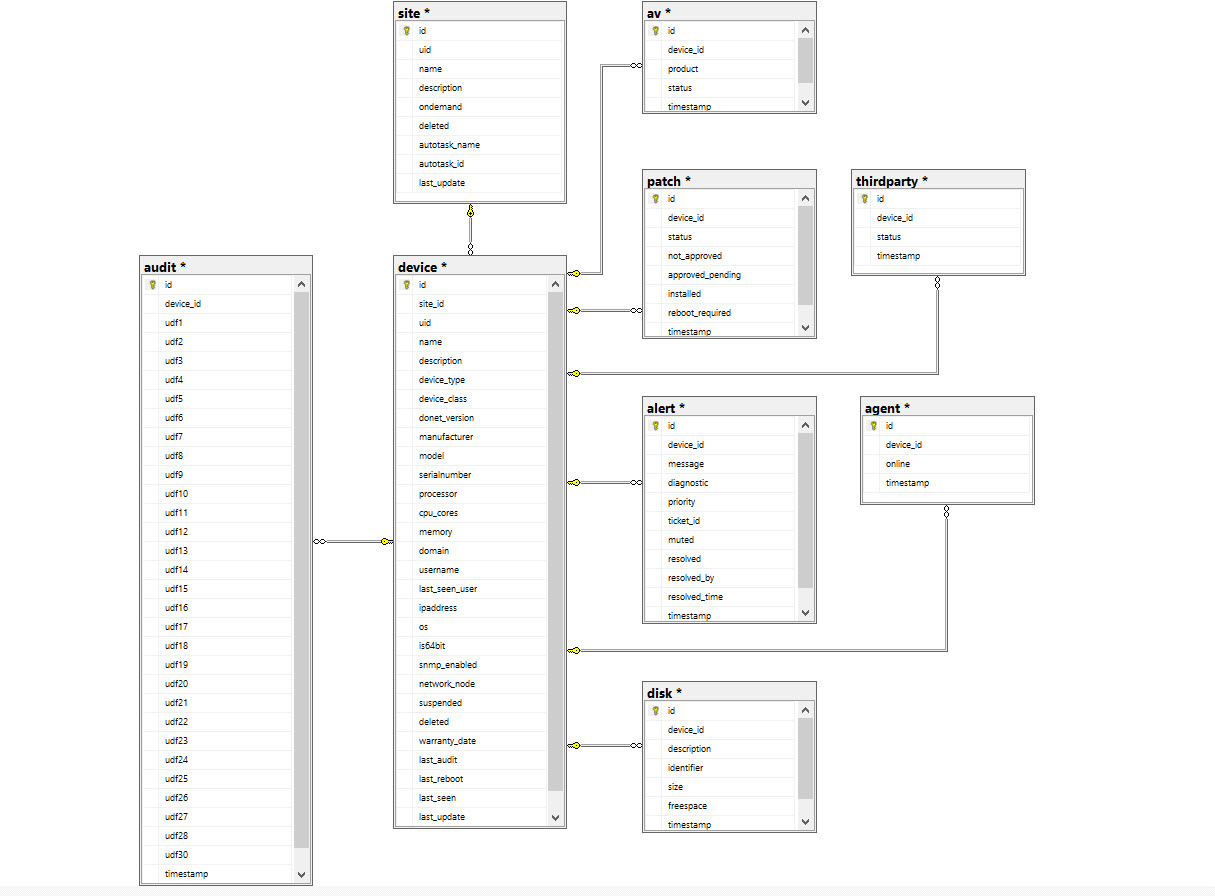 site *
id
uid
name
description
ondemand
deleted
autotask_name
autotask_id
last_update
av *
id
device_id
product
status
timestamp
patch *
id
device_id
status
not_approved
approved_pending
installed
reboot_required
timestamp
thirdparty *
id
device_id
status
timestamp
audit *
id
device_id
udf1
udf2
udf3
udf4
udf5
udf6
udf7
udf8
udf9
udf10
udf11
udf12
udf13
udf14
udf15
udf16
udf17
udf18
udf19
udf20
udf21
udf22
udf23
udf24
udf25
udf26
udf27
udf28
udf30
timestamp
device *
id
site_id
uid
name
description
device_type
device_class
donet_version
manufacturer
model
serialnumber
processor
cpu_cores
memory
domain
username
last_seen_user
ipaddress
os
is64bit
snmp_enabled
network_node
suspended
deleted
warranty_date
last_audit
last_reboot
last_seen
last_update
alert *
id
device_id
message
diagnostic
priority
ticket_id
muted
resolved
resolved_by
resolved_time
timestamp
agent *
id
device_id
online
timestamp
disk *
id
device_id
description
identifier
size
freespace
timestamp